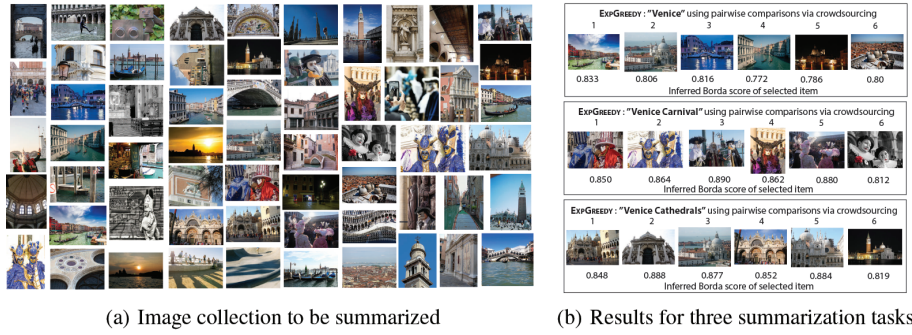 EXPGREEDY : "Venice" using pairwise comparisons via crowdsourcing
1 2 3 4 5 6
0.833 0.806 0.816 0.772 0.786 0.80
Inferred Borda score of selected item
EXPGREEDY : "Venice Carnival" using pairwise comparisons via crowdsourcing
1 2 3 4 5 6
0.850 0.864 0.890 0.862 0.880 0.812
Inferred Borda score of selected item
EXPGREEDY : "Venice Cathedrals" using pairwise comparisons via crowdsourcing
1 2 3 4 5 6
0.848 0.888 0.877 0.852 0.884 0.819
Inferred Borda score of selected item
(a) Image collection to be summarized
(b) Results for three summarization tasks